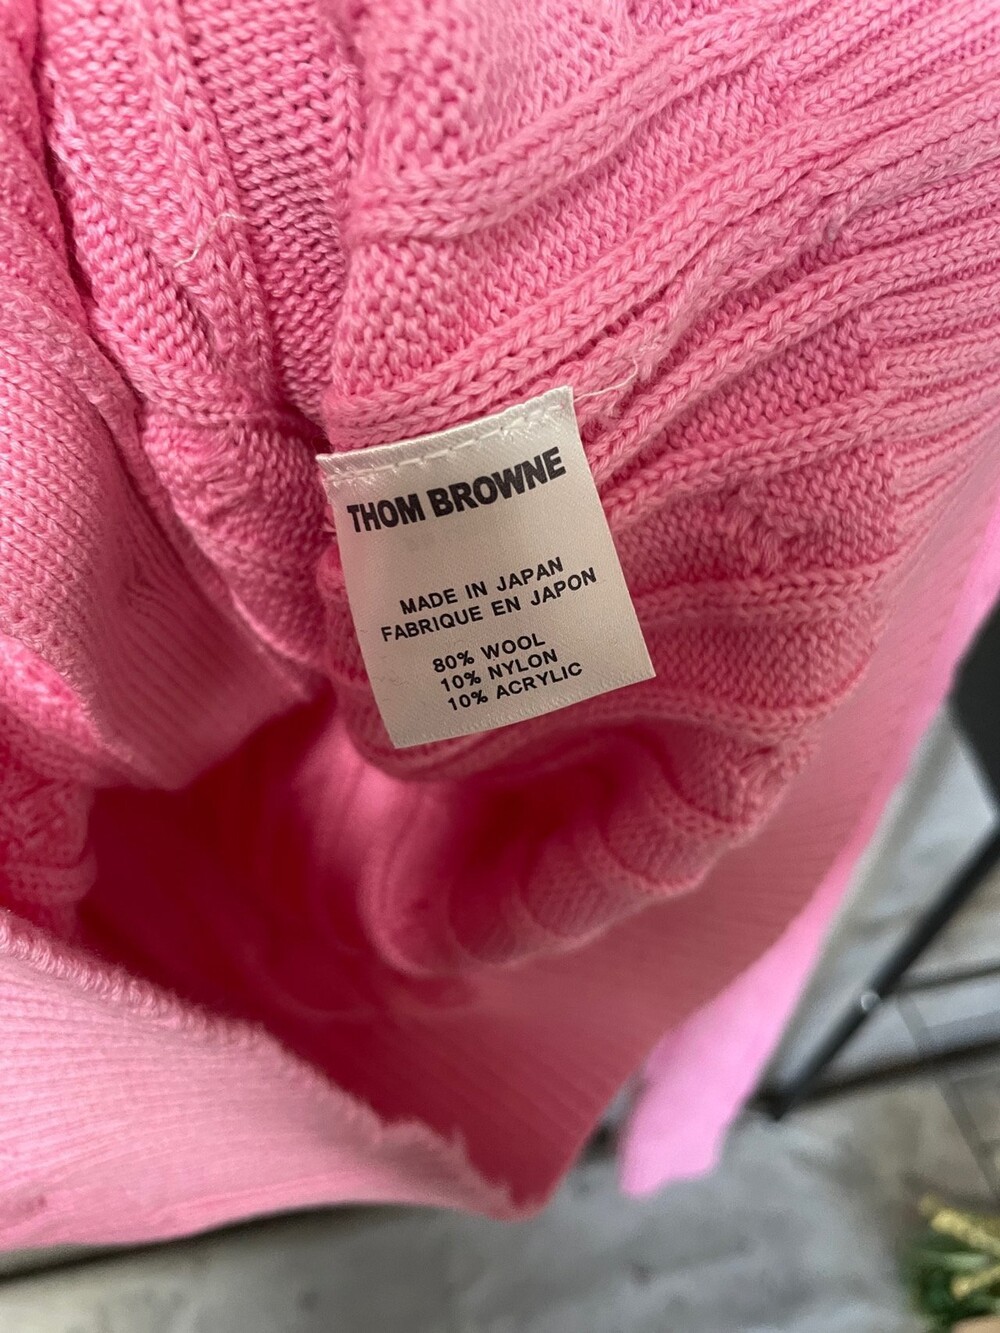 THOM BROWNE
MADE IN JAPAN
FABRIQUE EN JAPON
80% WOOL
10% NYLON
10% ACRYLIC